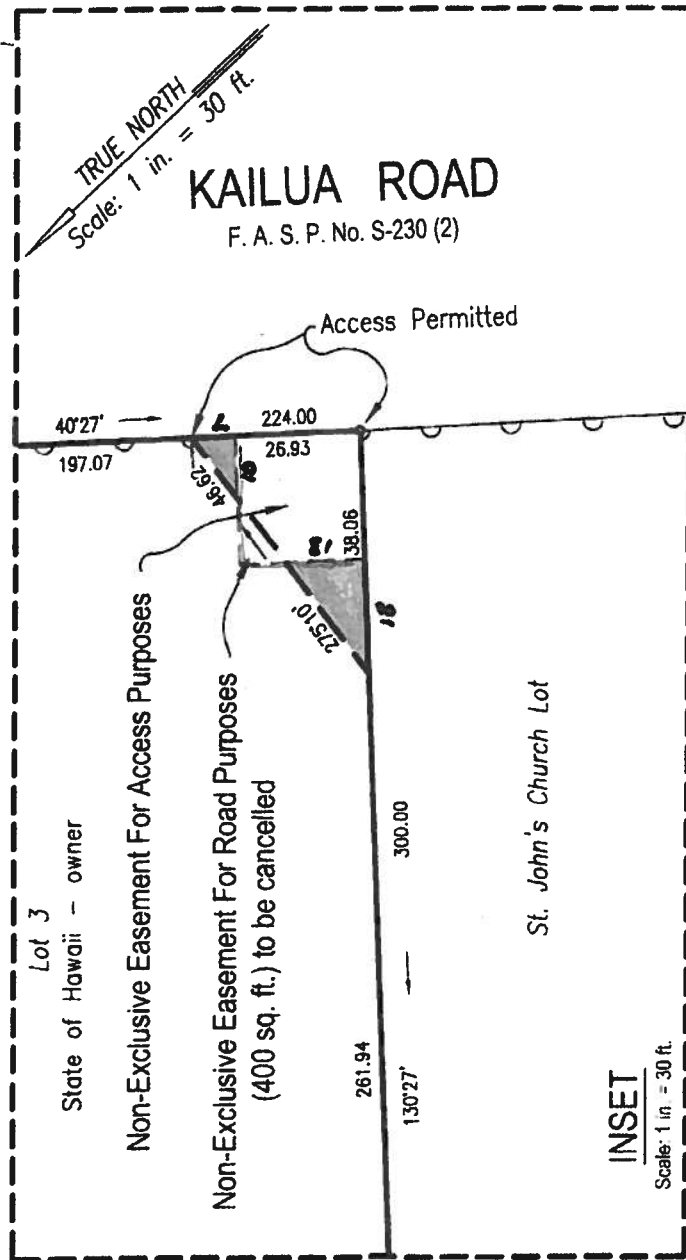 TRUE NORTH
Scale: 1 in. = 30 ft.
KAILUA ROAD
F. A. S. P. No. S-230 (2)
Access Permitted
40°27'
224.00
7
197.07
26.93
46.62
38.06
18
275°10'
18
Lot 3
State of Hawaii - owner
Non-Exclusive Easement For Access Purposes
Non-Exclusive Easement For Road Purposes
(400 sq. ft.) to be cancelled
300.00
St. John's Church Lot
261.94
130°27'
INSET
Scale: 1 in. = 30 ft.